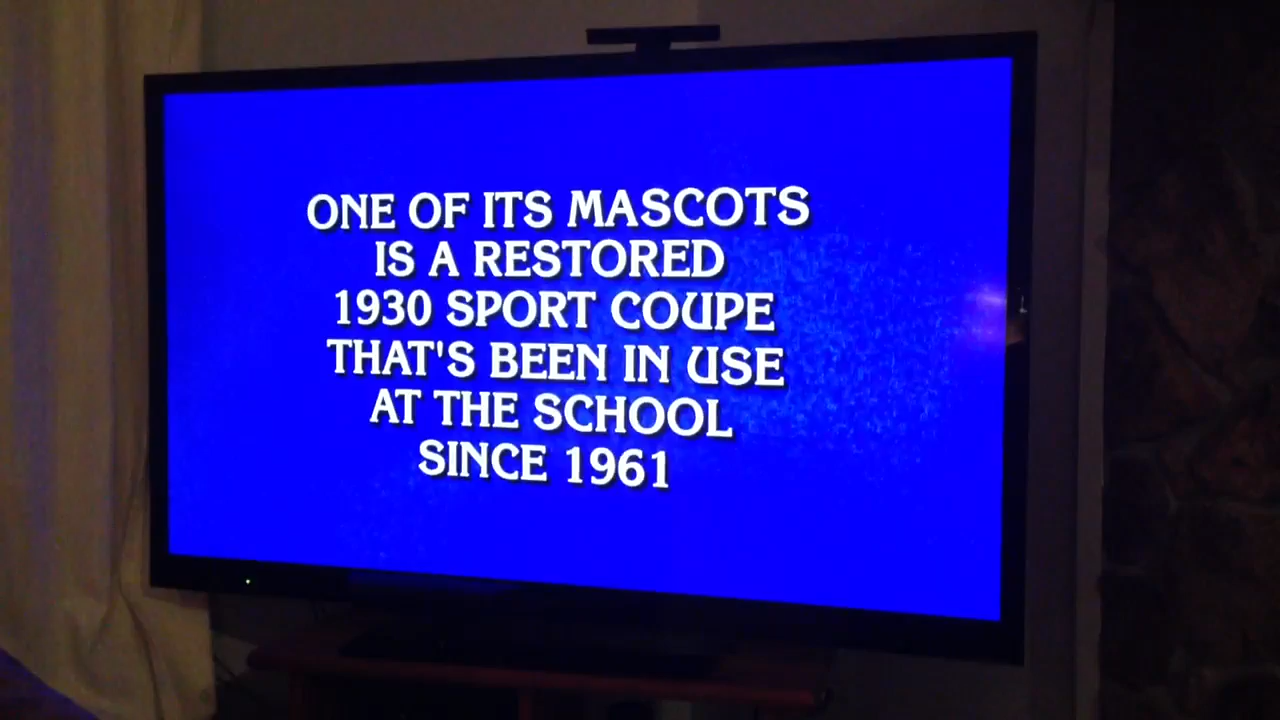 ONE OF ITS MASCOTS
IS A RESTORED
1930 SPORT COUPE
THAT'S BEEN IN USE
AT THE SCHOOL
SINCE 1961